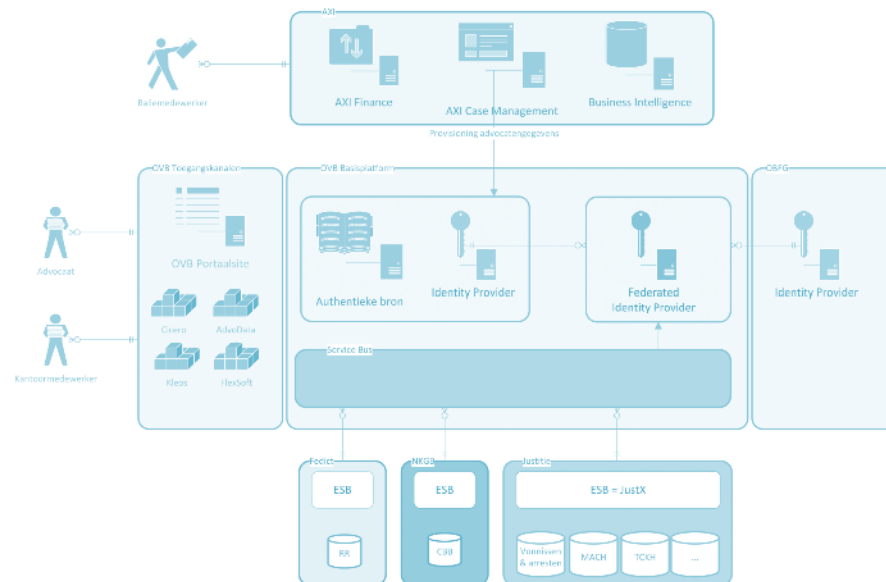 AXI
AXI Finance
AXI Case Management
Business Intelligence
Baliemedewerker
Provisioning advocatengegevens
OVB Toegangskanalen
OVB Basisplatform
OBFG
OVB Portaalsite
Advocaat
Authentieke bron
Identity Provider
Federated
Identity Provider
Identity Provider
Cicero
AdvoData
Kleos
FlexSoft
Kantoormedewerker
Service Bus
Fedict
NKGB
Justitie
ESB
ESB
ESB = JustX
RR
CBB
Vonnissen
& arresten
MACH
TCKH
...